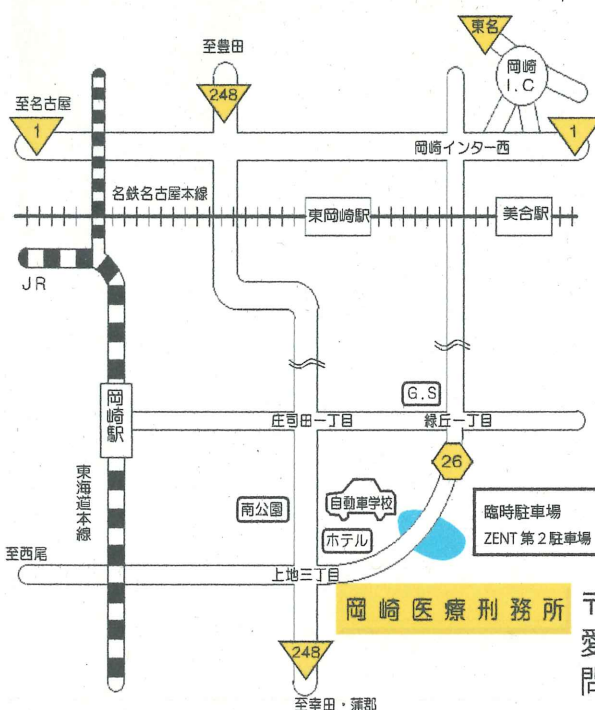 東名
岡崎
I.C
至豊田
248
至名古屋
1
岡崎インター西
1
名鉄名古屋本線
東岡崎駅
美合駅
JR
岡崎駅
G.S
庄司田一丁目
緑丘一丁目
26
東海道本線
南公園
自動車学校
ホテル
臨時駐車場
ZENT 第2駐車場
至西尾
上地三丁目
岡崎医療刑務所
〒
愛
問
248
至幸田・蒲郡